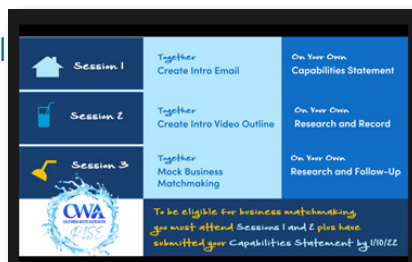 Session 1
Together
Create Intro Email
On Your Own
Capabilities Statement
Session 2
Together
Create Intro Video Outline
On Your Own
Research and Record
Session 3
Together
Mock Business
Matchmaking
On Your Own
Research and Follow-Up
CWA
CALIFORNIA WATER ASSOCIATION
RISE
To be eligible for business matchmaking,
you must attend Sessions 1 and 2 plus have
submitted your Capabilities Statement by 1/10/22